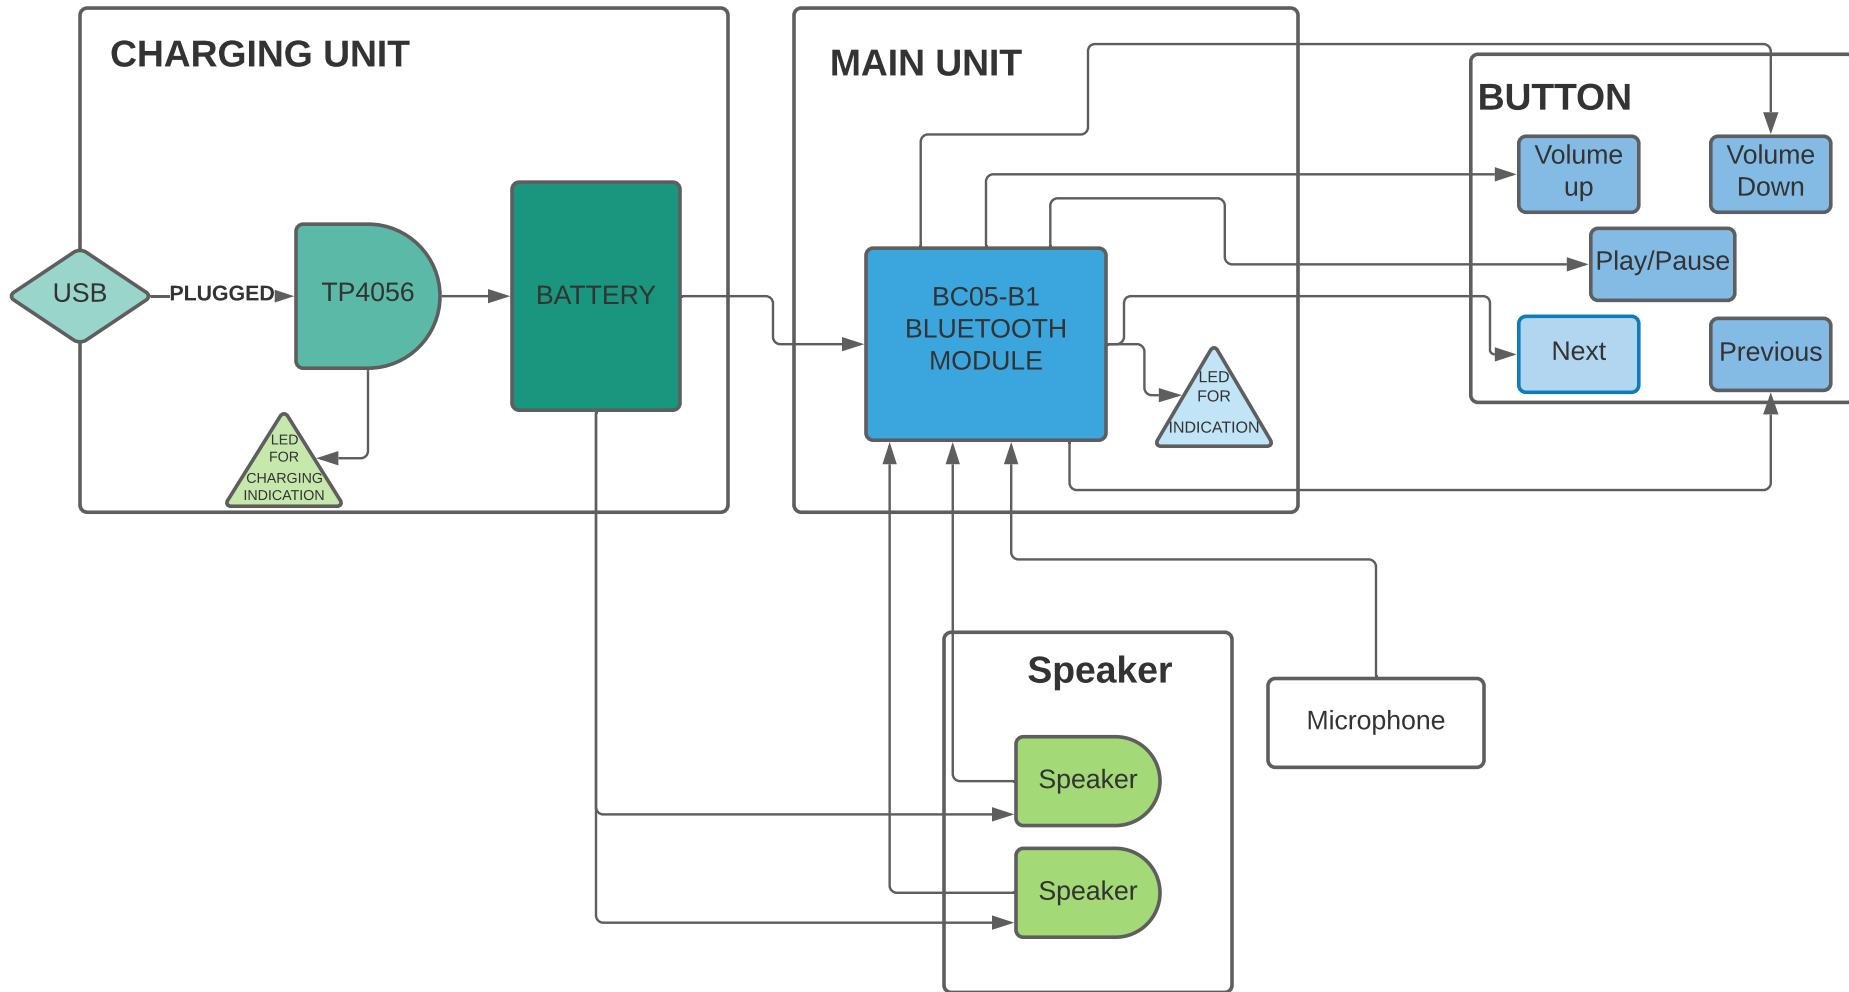 CHARGING UNIT
USB
PLUGGED
TP4056
BATTERY
LED
FOR
CHARGING
INDICATION
MAIN UNIT
BC05-B1
BLUETOOTH
MODULE
LED
FOR
INDICATION
BUTTON
Volume
up
Volume
Down
Play/Pause
Next
Previous
Speaker
Speaker
Speaker
Microphone